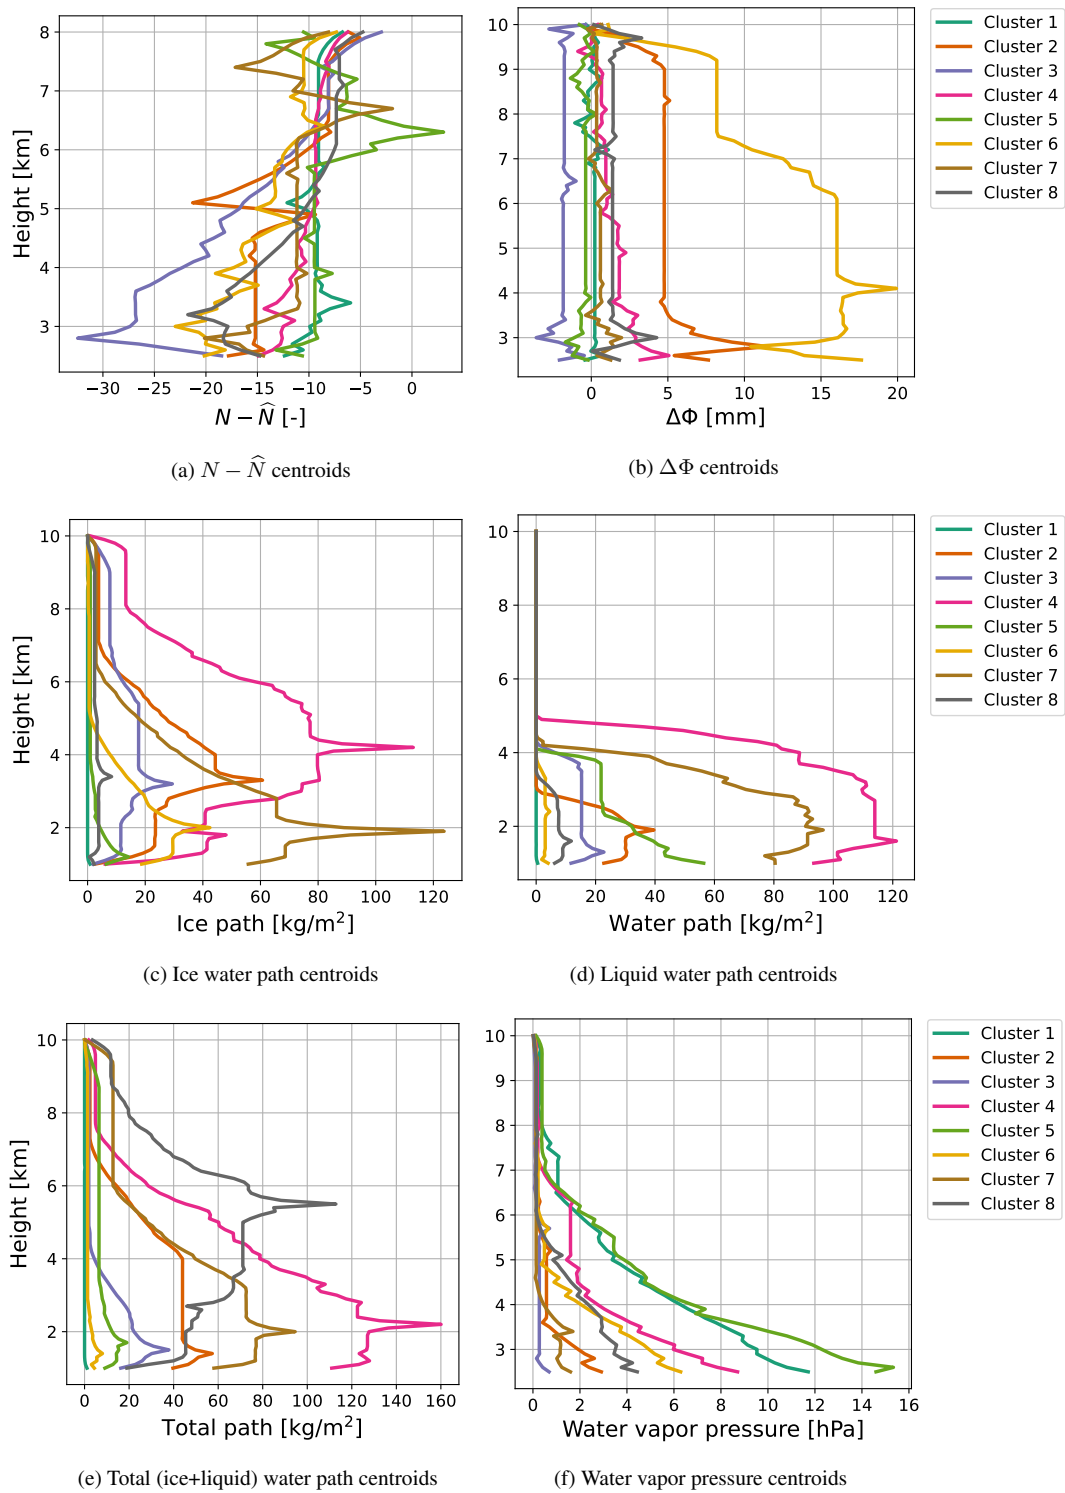 8
7
6
5
4
3
Height [km]
−30 −25 −20 −15 −10 −5 0
N − N̂ [-]
(a) N − N̂ centroids
10
9
8
7
6
5
4
3
0 5 10 15 20
ΔΦ [mm]
(b) ΔΦ centroids
Cluster 1
Cluster 2
Cluster 3
Cluster 4
Cluster 5
Cluster 6
Cluster 7
Cluster 8
10
8
6
4
2
Height [km]
0 20 40 60 80 100 120
Ice path [kg/m²]
(c) Ice water path centroids
10
8
6
4
2
0 20 40 60 80 100 120
Water path [kg/m²]
(d) Liquid water path centroids
Cluster 1
Cluster 2
Cluster 3
Cluster 4
Cluster 5
Cluster 6
Cluster 7
Cluster 8
10
8
6
4
2
Height [km]
0 20 40 60 80 100 120 140 160
Total path [kg/m²]
(e) Total (ice+liquid) water path centroids
10
9
8
7
6
5
4
3
0 2 4 6 8 10 12 14 16
Water vapor pressure [hPa]
(f) Water vapor pressure centroids
Cluster 1
Cluster 2
Cluster 3
Cluster 4
Cluster 5
Cluster 6
Cluster 7
Cluster 8